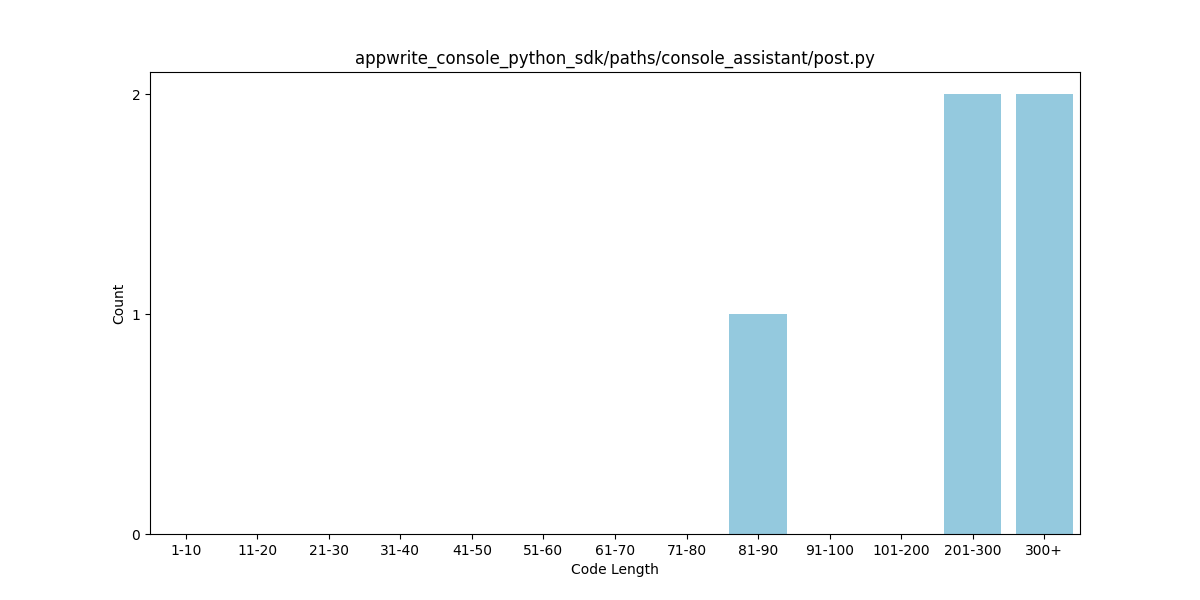 appwrite_console_python_sdk/paths/console_assistant/post.py
2
1
0
Count
1-10 11-20 21-30 31-40 41-50 51-60 61-70 71-80 81-90 91-100 101-200 201-300 300+
Code Length